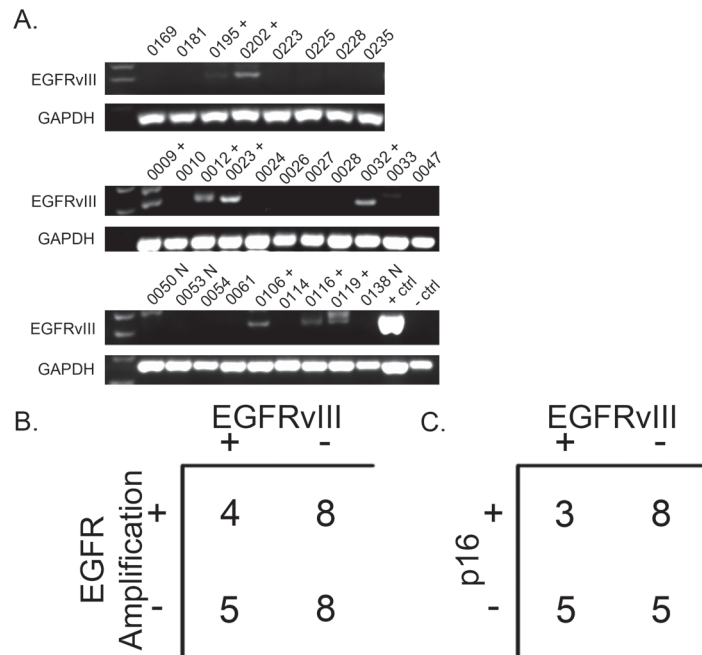 A.
0169 0181 0195 + 0202 + 0223 0225 0228 0235
EGFRvIII
GAPDH
0009 + 0010 0012 + 0023 + 0024 0026 0027 0028 0032 + 0033 0047
EGFRvIII
GAPDH
0050 N 0053 N 0054 0061 0106 + 0114 0116 + 0119 + 0138 N + ctrl - ctrl
EGFRvIII
GAPDH
B.
EGFRvIII
+ -
EGFR
Amplification
+ 4 8
- 5 8
C.
EGFRvIII
+ -
p16
+ 3 8
- 5 5